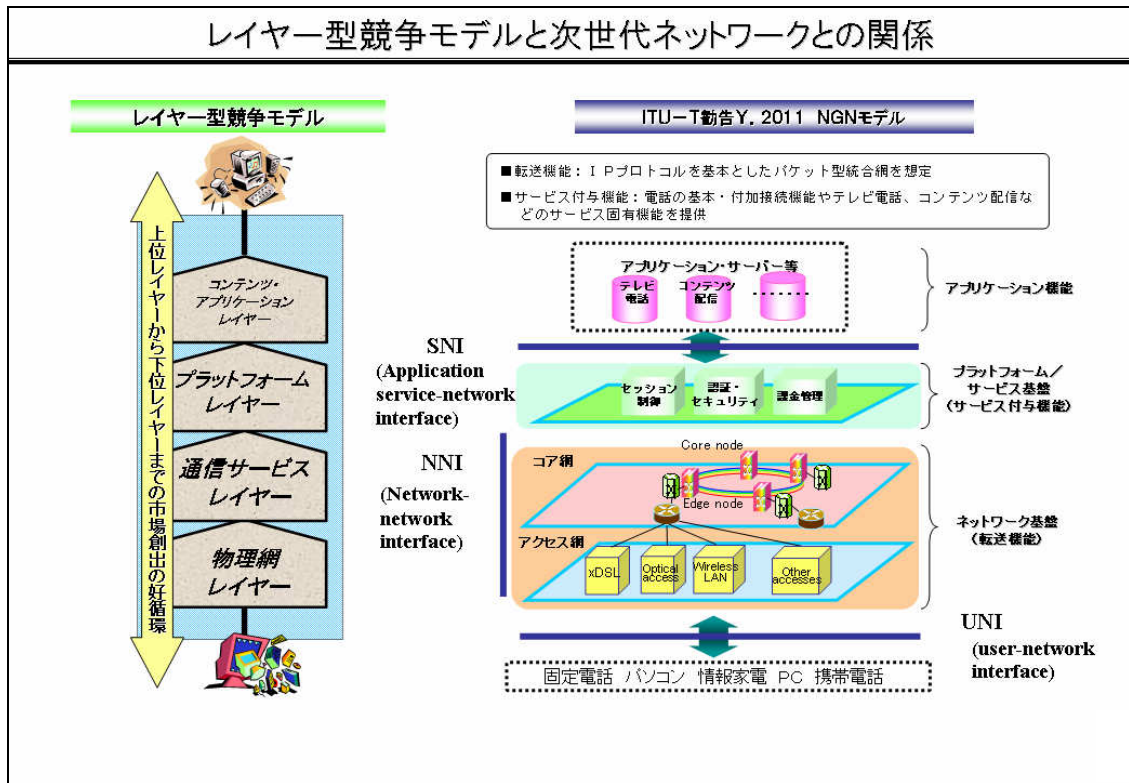 レイヤー型競争モデルと次世代ネットワークとの関係
レイヤー型競争モデル
上位レイヤーから下位レイヤーまでの市場創出の好循環
コンテンツ・
アプリケーション
レイヤー
プラットフォーム
レイヤー
通信サービス
レイヤー
物理網
レイヤー
ITU-T勧告Y.2011 NGNモデル
■転送機能:IPプロトコルを基本としたパケット型統合網を想定
■サービス付与機能:電話の基本・付加接続機能やテレビ電話、コンテンツ配信な
どのサービス固有機能を提供
アプリケーション・サーバー等
テレビ
電話
コンテンツ
配信
………
アプリケーション機能
SNI
(Application
service-network
interface)
セッション
制御
認証・
セキュリティ
課金管理
プラットフォーム/
サービス基盤
(サービス付与機能)
NNI
(Network-
network
interface)
コア網
Core node
Edge node
アクセス網
xDSL
Optical
access
Wireless
LAN
Other
accesses
ネットワーク基盤
(転送機能)
UNI
(user-network
interface)
固定電話 パソコン 情報家電 PC 携帯電話